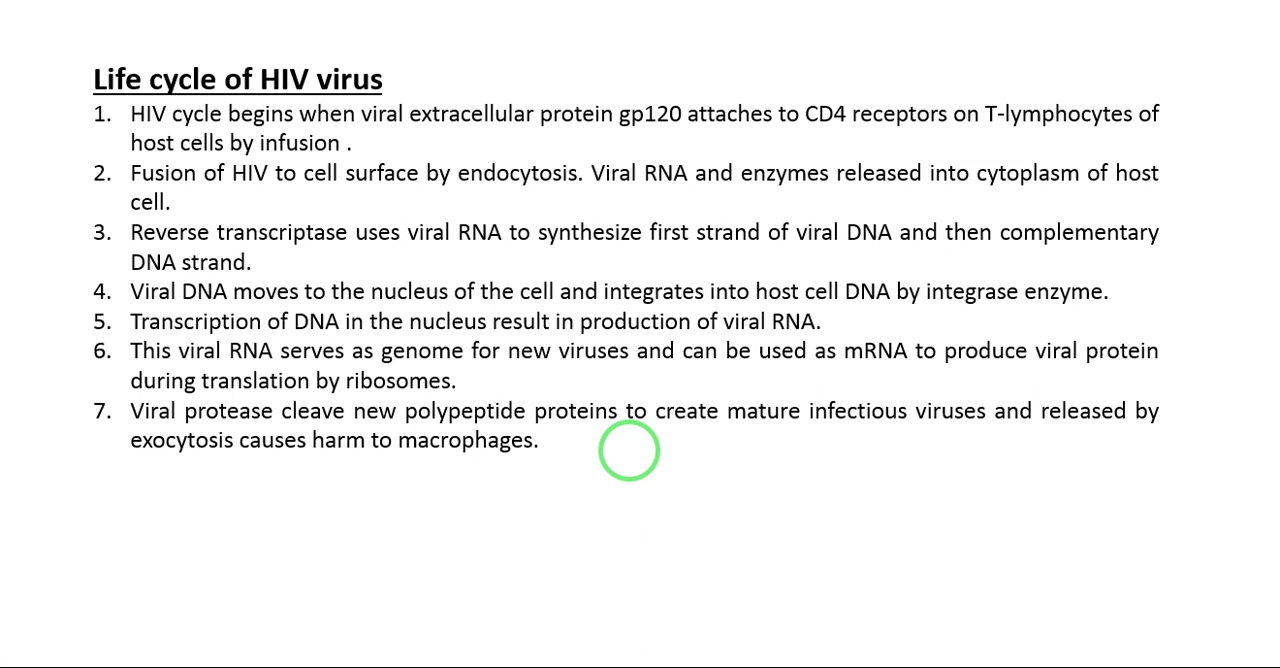 Life cycle of HIV virus
1. HIV cycle begins when viral extracellular protein gp120 attaches to CD4 receptors on T-lymphocytes of
host cells by infusion .
2. Fusion of HIV to cell surface by endocytosis. Viral RNA and enzymes released into cytoplasm of host
cell.
3. Reverse transcriptase uses viral RNA to synthesize first strand of viral DNA and then complementary
DNA strand.
4. Viral DNA moves to the nucleus of the cell and integrates into host cell DNA by integrase enzyme.
5. Transcription of DNA in the nucleus result in production of viral RNA.
6. This viral RNA serves as genome for new viruses and can be used as mRNA to produce viral protein
during translation by ribosomes.
7. Viral protease cleave new polypeptide proteins to create mature infectious viruses and released by
exocytosis causes harm to macrophages.